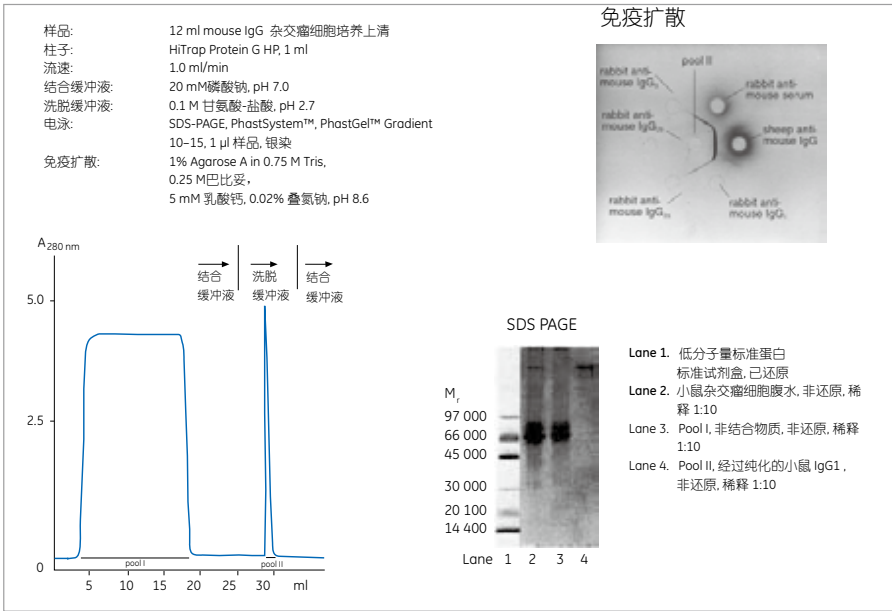 样品: 12 ml mouse IgG 杂交瘤细胞培养上清
柱子: HiTrap Protein G HP, 1 ml
流速: 1.0 ml/min
结合缓冲液: 20 mM磷酸钠, pH 7.0
洗脱缓冲液: 0.1 M 甘氨酸-盐酸, pH 2.7
电泳: SDS-PAGE, PhastSystem™, PhastGel™ Gradient
10–15, 1 µl 样品, 银染
免疫扩散: 1% Agarose A in 0.75 M Tris,
0.25 M巴比妥,
5 mM 乳酸钙, 0.02% 叠氮钠, pH 8.6
免疫扩散
pool II
rabbit anti-
mouse IgG
rabbit anti-
mouse serum
rabbit anti-
mouse IgG
sheep anti-
mouse IgG
rabbit anti-
mouse IgG
rabbit anti-
mouse IgG
A 280 nm
结合
缓冲液
洗脱
缓冲液
结合
缓冲液
5.0
2.5
0
pool I
pool II
5 10 15 20 25 30 ml
SDS PAGE
Mr
97 000
66 000
45 000
30 000
20 100
14 400
Lane 1 2 3 4
Lane 1. 低分子量标准蛋白
标准试剂盒, 已还原
Lane 2. 小鼠杂交瘤细胞腹水, 非还原, 稀
释 1:10
Lane 3. Pool I, 非结合物质, 非还原, 稀释
1:10
Lane 4. Pool II, 经过纯化的小鼠 IgG1 ,
非还原, 稀释 1:10